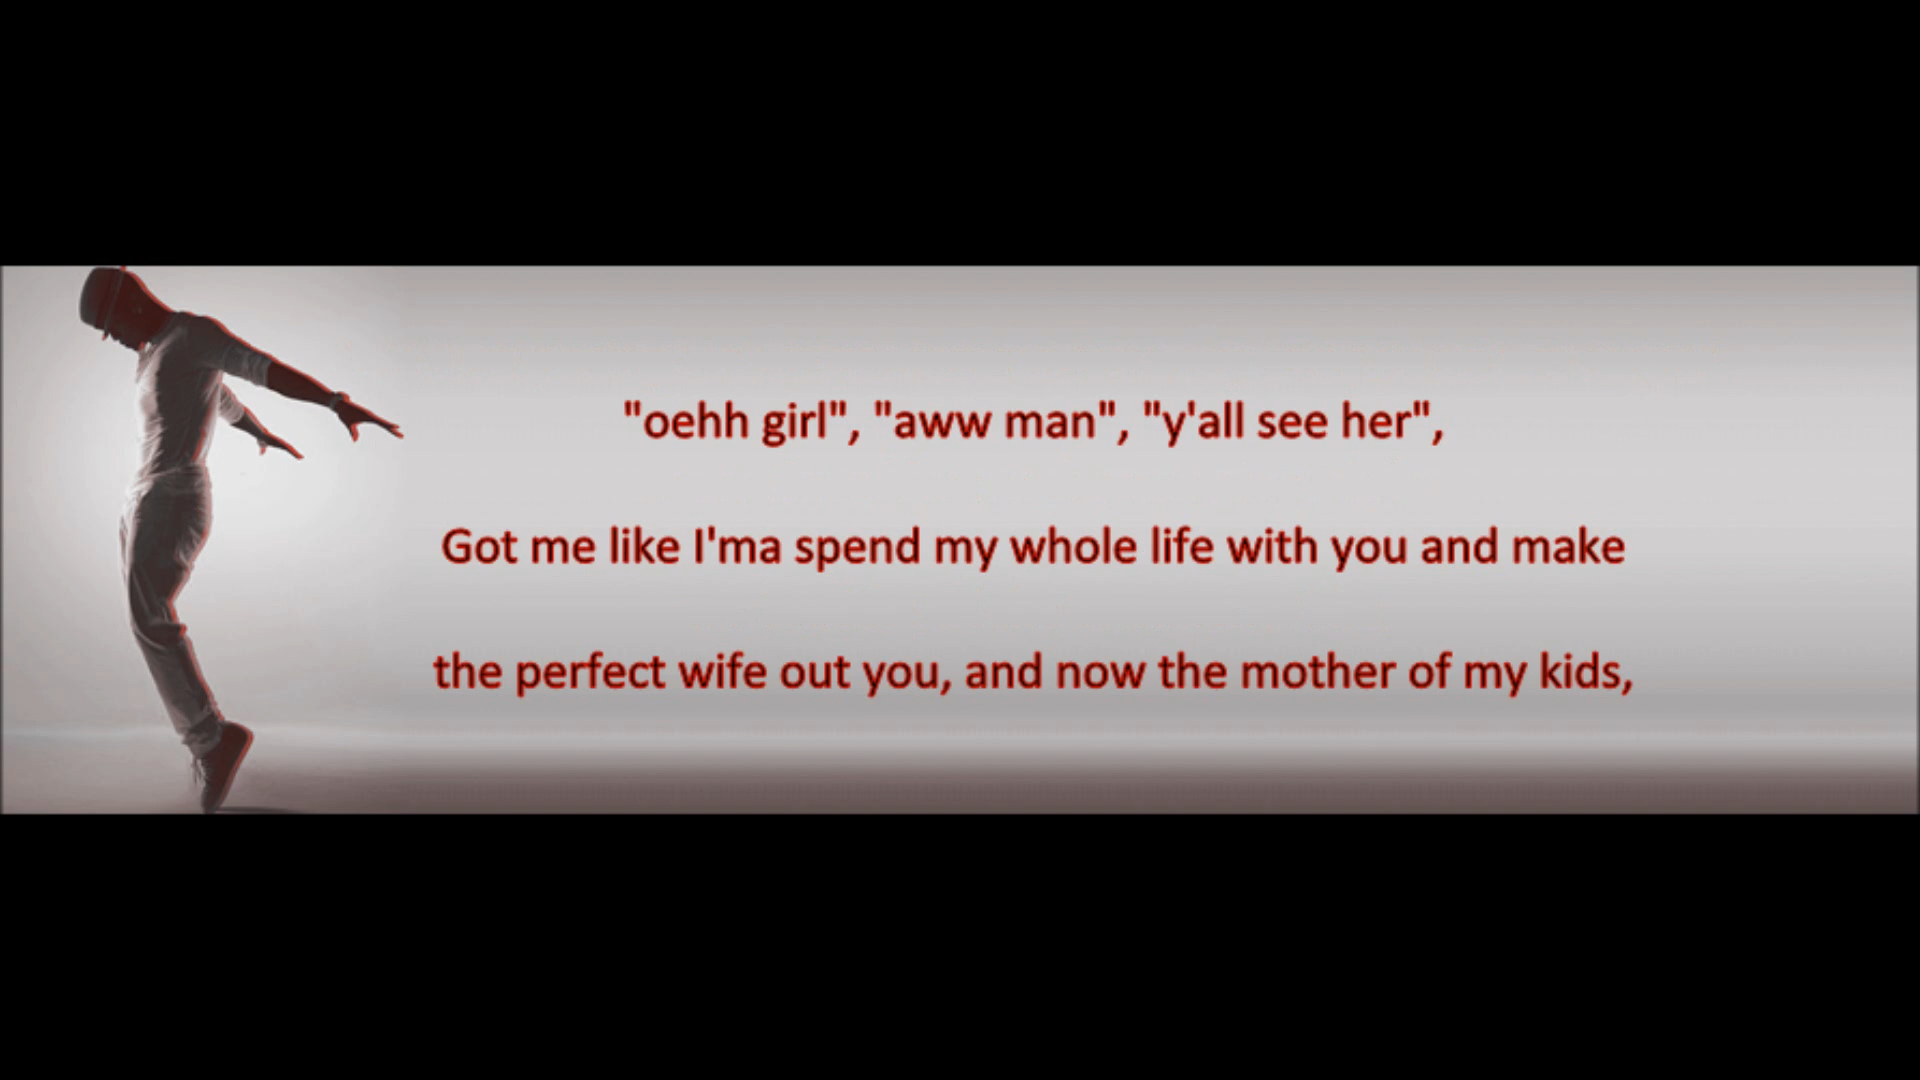 "oehh girl", "aww man", "y'all see her",
Got me like I'ma spend my whole life with you and make
the perfect wife out you, and now the mother of my kids,